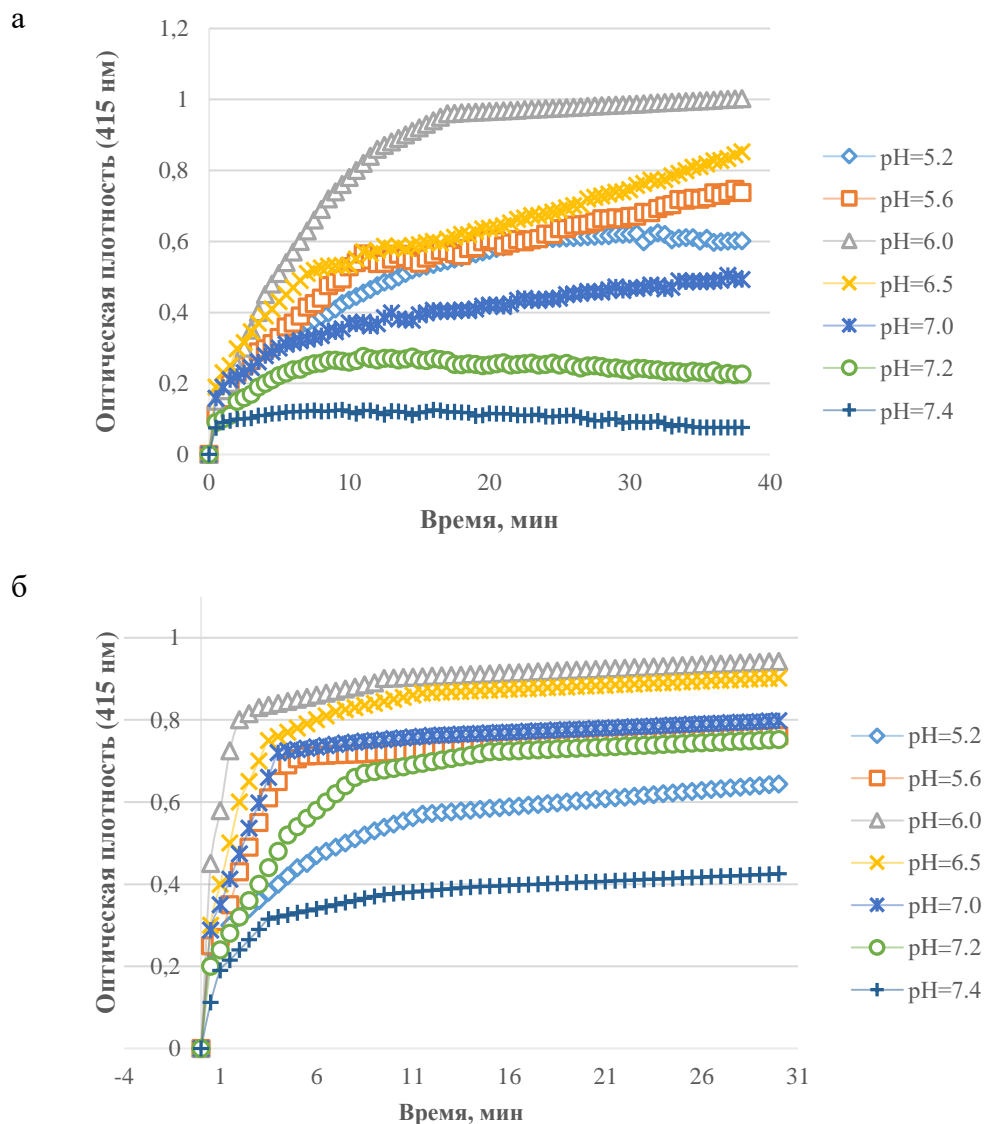 а
1,2
1
0,8
0,6
0,4
0,2
0
0 10 20 30 40
Оптическая плотность (415 нм)
Время, мин
pH=5.2
pH=5.6
pH=6.0
pH=6.5
pH=7.0
pH=7.2
pH=7.4
б
1
0,8
0,6
0,4
0,2
0
-4 1 6 11 16 21 26 31
Оптическая плотность (415 нм)
Время, мин
pH=5.2
pH=5.6
pH=6.0
pH=6.5
pH=7.0
pH=7.2
pH=7.4